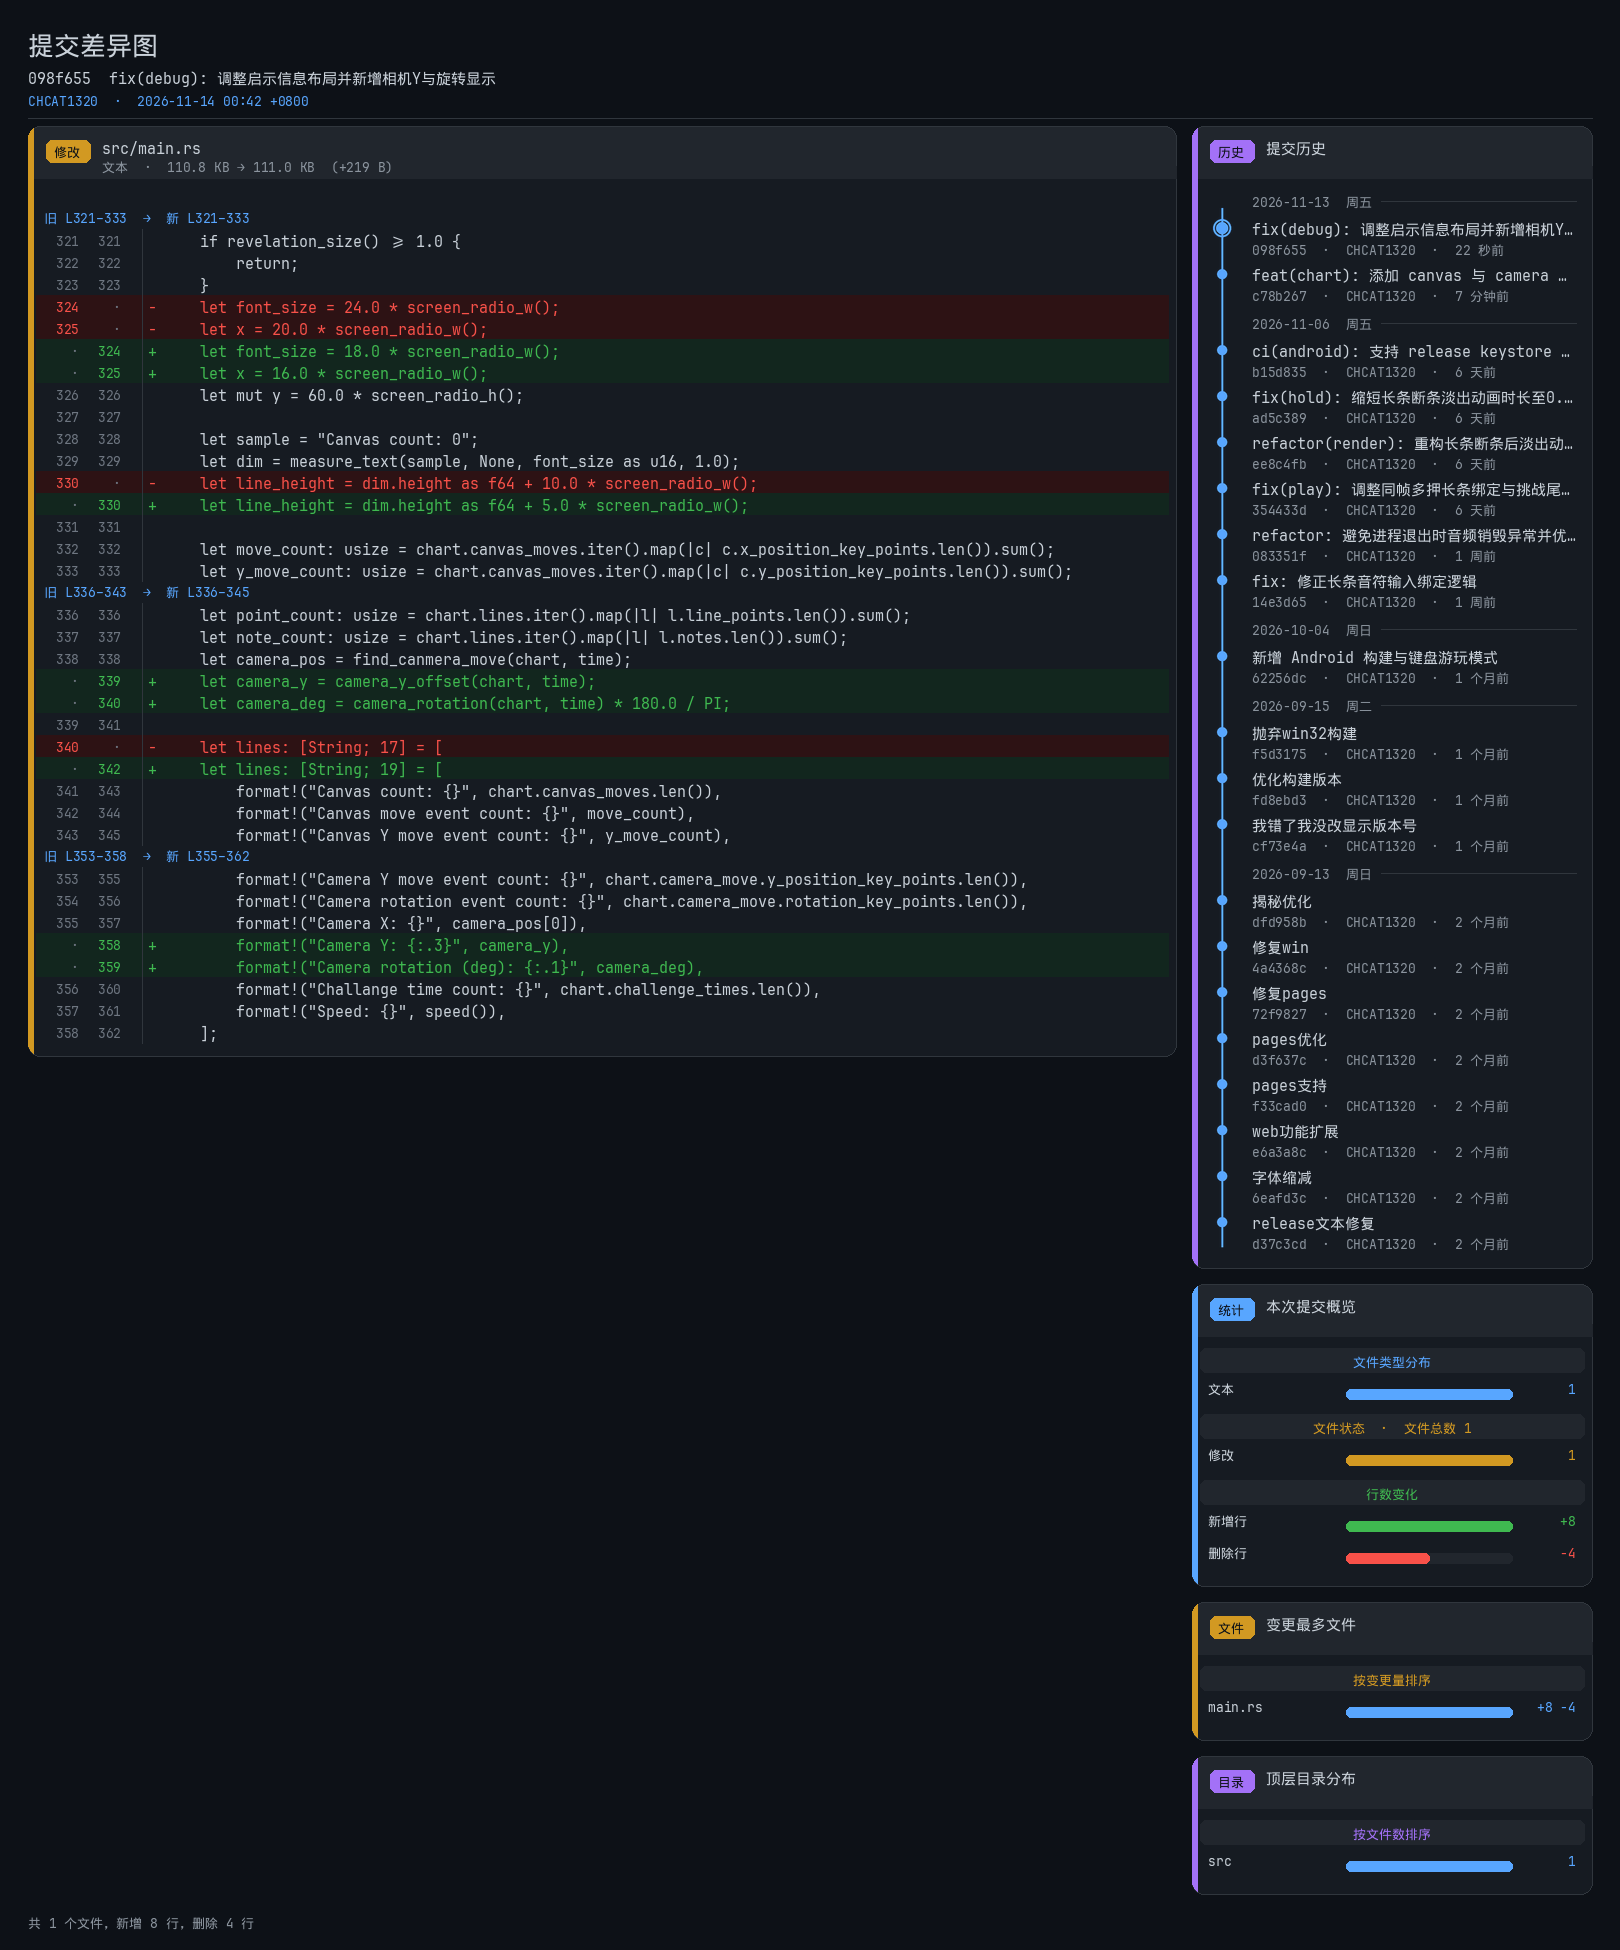 提交差异图
098f655  fix(debug): 调整启示信息布局并新增相机Y与旋转显示
CHCAT1320  ·  2026-11-14 00:42 +0800
修改  src/main.rs
文本  ·  110.8 KB → 111.0 KB  (+219 B)
旧 L321-333  →  新 L321-333
321  321      if revelation_size() >= 1.0 {
322  322          return;
323  323      }
324  ·  -  let font_size = 24.0 * screen_radio_w();
325  ·  -  let x = 20.0 * screen_radio_w();
·  324  +  let font_size = 18.0 * screen_radio_w();
·  325  +  let x = 16.0 * screen_radio_w();
326  326      let mut y = 60.0 * screen_radio_h();
327  327
328  328      let sample = "Canvas count: 0";
329  329      let dim = measure_text(sample, None, font_size as u16, 1.0);
330  ·  -  let line_height = dim.height as f64 + 10.0 * screen_radio_w();
·  330  +  let line_height = dim.height as f64 + 5.0 * screen_radio_w();
331  331
332  332      let move_count: usize = chart.canvas_moves.iter().map(|c| c.x_position_key_points.len()).sum();
333  333      let y_move_count: usize = chart.canvas_moves.iter().map(|c| c.y_position_key_points.len()).sum();
旧 L336-343  →  新 L336-345
336  336      let point_count: usize = chart.lines.iter().map(|l| l.line_points.len()).sum();
337  337      let note_count: usize = chart.lines.iter().map(|l| l.notes.len()).sum();
338  338      let camera_pos = find_canmera_move(chart, time);
·  339  +  let camera_y = camera_y_offset(chart, time);
·  340  +  let camera_deg = camera_rotation(chart, time) * 180.0 / PI;
339  341
340  ·  -  let lines: [String; 17] = [
·  342  +  let lines: [String; 19] = [
341  343          format!("Canvas count: {}", chart.canvas_moves.len()),
342  344          format!("Canvas move event count: {}", move_count),
343  345          format!("Canvas Y move event count: {}", y_move_count),
旧 L353-358  →  新 L355-362
353  355          format!("Camera Y move event count: {}", chart.camera_move.y_position_key_points.len()),
354  356          format!("Camera rotation event count: {}", chart.camera_move.rotation_key_points.len()),
355  357          format!("Camera X: {}", camera_pos[0]),
·  358  +      format!("Camera Y: {:.3}", camera_y),
·  359  +      format!("Camera rotation (deg): {:.1}", camera_deg),
356  360          format!("Challange time count: {}", chart.challenge_times.len()),
357  361          format!("Speed: {}", speed()),
358  362      ];
历史  提交历史
2026-11-13  周五
fix(debug): 调整启示信息布局并新增相机Y…
098f655  ·  CHCAT1320  ·  22 秒前
feat(chart): 添加 canvas 与 camera …
c78b267  ·  CHCAT1320  ·  7 分钟前
2026-11-06  周五
ci(android): 支持 release keystore …
b15d835  ·  CHCAT1320  ·  6 天前
fix(hold): 缩短长条断条淡出动画时长至0.…
ad5c389  ·  CHCAT1320  ·  6 天前
refactor(render): 重构长条断条后淡出动…
ee8c4fb  ·  CHCAT1320  ·  6 天前
fix(play): 调整同帧多押长条绑定与挑战尾…
354433d  ·  CHCAT1320  ·  6 天前
refactor: 避免进程退出时音频销毁异常并优…
083351f  ·  CHCAT1320  ·  1 周前
fix: 修正长条音符输入绑定逻辑
14e3d65  ·  CHCAT1320  ·  1 周前
2026-10-04  周日
新增 Android 构建与键盘游玩模式
62256dc  ·  CHCAT1320  ·  1 个月前
2026-09-15  周二
抛弃win32构建
f5d3175  ·  CHCAT1320  ·  1 个月前
优化构建版本
fd8ebd3  ·  CHCAT1320  ·  1 个月前
我错了我没改显示版本号
cf73e4a  ·  CHCAT1320  ·  1 个月前
2026-09-13  周日
揭秘优化
dfd958b  ·  CHCAT1320  ·  2 个月前
修复win
4a4368c  ·  CHCAT1320  ·  2 个月前
修复pages
72f9827  ·  CHCAT1320  ·  2 个月前
pages优化
d3f637c  ·  CHCAT1320  ·  2 个月前
pages支持
f33cad0  ·  CHCAT1320  ·  2 个月前
web功能扩展
e6a3a8c  ·  CHCAT1320  ·  2 个月前
字体缩减
6eafd3c  ·  CHCAT1320  ·  2 个月前
release文本修复
d37c3cd  ·  CHCAT1320  ·  2 个月前
统计  本次提交概览
文件类型分布
文本  1
文件状态  ·  文件总数 1
修改  1
行数变化
新增行  +8
删除行  -4
文件  变更最多文件
按变更量排序
main.rs  +8 -4
目录  顶层目录分布
按文件数排序
src  1
共 1 个文件, 新增 8 行, 删除 4 行